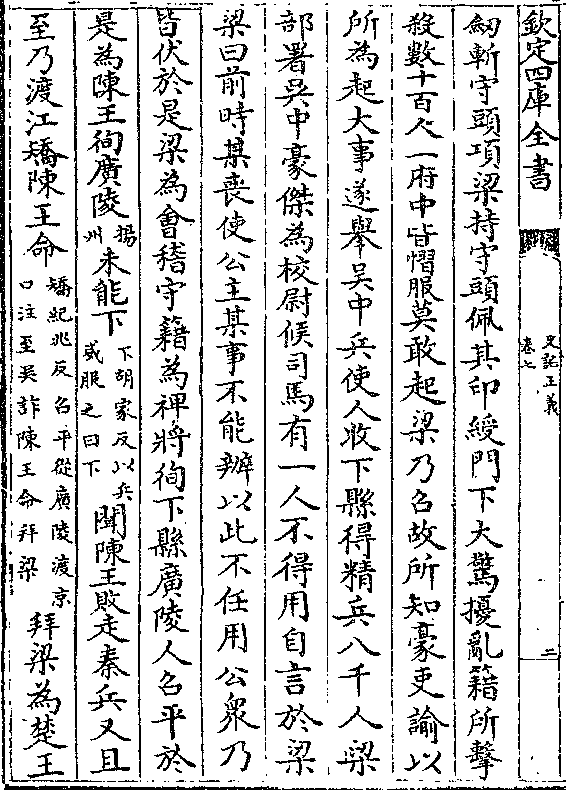 欽定四庫全書
史記正義
卷七
二
劒斬守頭項梁持守頭佩其印綬門下大驚擾亂籍所擊
殺數十百人一府中皆慴服莫敢起梁乃召故所知豪吏諭以
所為起大事遂舉吳中兵使人收下縣得精兵八千人梁
部署吳中豪傑為校尉候司馬有一人不得用自言於梁
梁曰前時某喪使公主某事不能辦以此不任用公衆乃
皆伏於是梁為會稽守籍為裨將徇下縣廣陵人召平於
是為陳王徇廣陵揚州未能下下胡家反以兵威服之曰下聞陳王敗走秦兵又且
至乃渡江矯陳王命矯紀兆反召平從廣陵渡京口注至吳詐陳王命拜梁拜梁為楚王